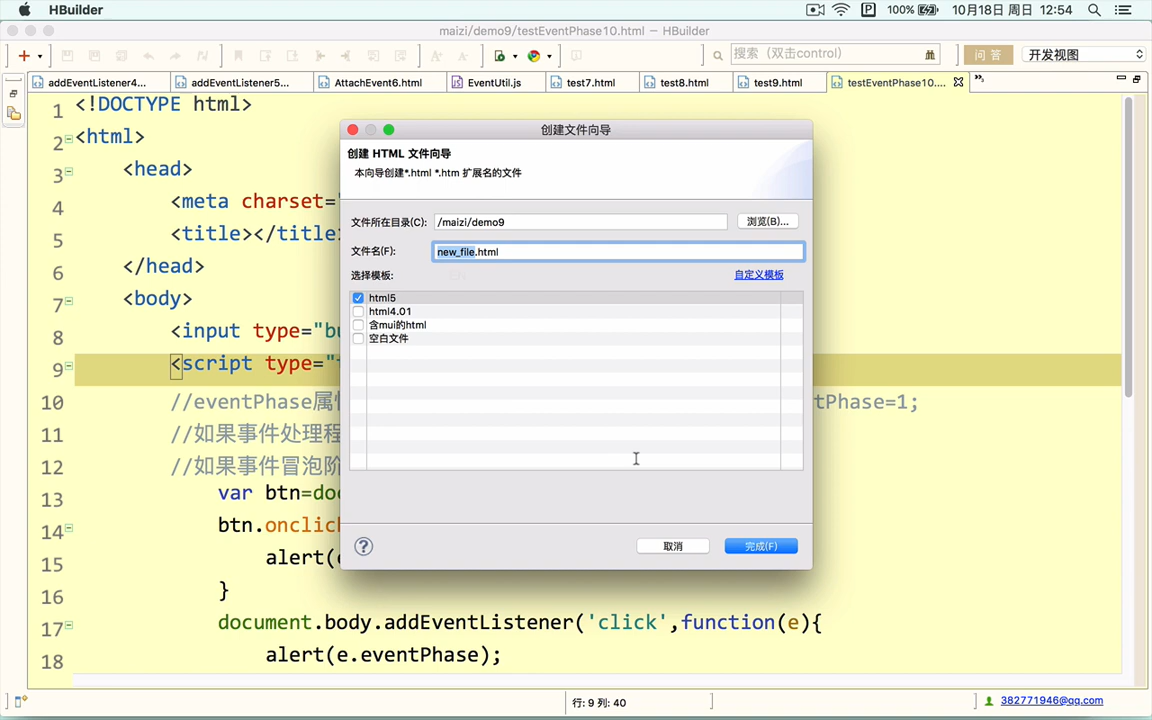 HBuilder
100%
10月18日 周日 12:54
maizi/demo9/testEventPhase10.html — HBuilder
搜索（双击control)
问 答
开发视图
addEventListener4...
addEventListener5...
AttachEvent6.html
EventUtil.js
test7.html
test8.html
test9.html
testEventPhase10....
1 <!DOCTYPE html>
2 <html>
3 <head>
4 <meta charset=
5 <title></title
6 </head>
7 <body>
8 <input type="bu
9 <script type="
10 //eventPhase属 tPhase=1;
11 //如果事件处理程
12 //如果事件冒泡阶
13 var btn=do
14 btn.onclic
15 alert(
16 }
17 document.body.addEventListener('click',function(e){
18 alert(e.eventPhase);
创建文件向导
创建 HTML 文件向导
本向导创建*.html *.htm 扩展名的文件
文件所在目录(C): /maizi/demo9 浏览(B)...
文件名(F): new_file.html
选择模板: 自定义模板
html5
html4.01
含mui的html
空白文件
取消 完成(F)
行: 9 列: 40
382771946@qq.com